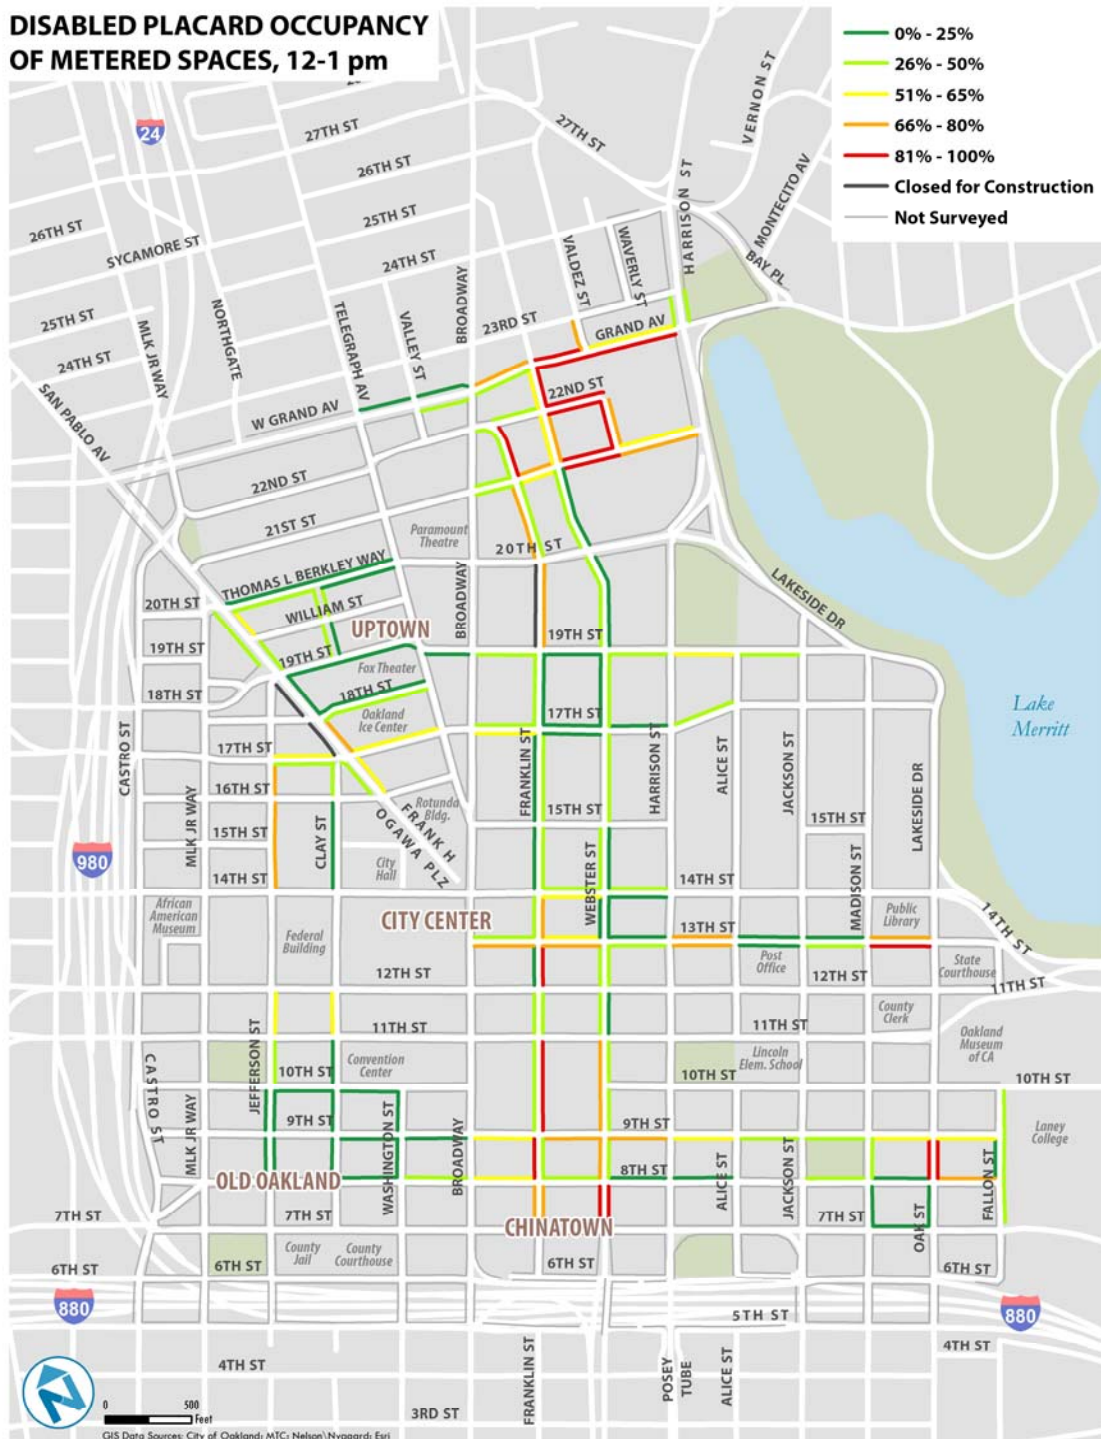 DISABLED PLACARD OCCUPANCY
OF METERED SPACES, 12-1 pm
0% - 25%
26% - 50%
51% - 65%
66% - 80%
81% - 100%
Closed for Construction
Not Surveyed
24
27TH ST
27TH ST
VERNON ST
26TH ST
HARRISON ST
MONTECITO AV
25TH ST
26TH ST
SYCAMORE ST
24TH ST
VALDEZ ST
WAVERLY ST
BAY PL
BROADWAY
NORTHGATE
TELEGRAPH AV
VALLEY ST
23RD ST
GRAND AV
25TH ST
MLK JR WAY
24TH ST
SAN PABLO AV
22ND ST
W GRAND AV
22ND ST
21ST ST
Paramount
Theatre
20TH ST
THOMAS L BERKLEY WAY
LAKESIDE DR
20TH ST
WILLIAM ST
BROADWAY
UPTOWN
19TH ST
19TH ST
19TH ST
Fox Theater
18TH ST
18TH ST
Lake
Merritt
Oakland
Ice Center
17TH ST
17TH ST
CASTRO ST
FRANKLIN ST
HARRISON ST
ALICE ST
JACKSON ST
LAKESIDE DR
16TH ST
MLK JR WAY
Rotunda
Bldg.
15TH ST
15TH ST
15TH ST
CLAY ST
FRANK H
OGAWA PLZ
980
City
Hall
WEBSTER ST
MADISON ST
14TH ST
14TH ST
African
American
Museum
CITY CENTER
Public
Library
14TH ST
13TH ST
Federal
Building
Post
Office
State
Courthouse
12TH ST
12TH ST
11TH ST
County
Clerk
11TH ST
11TH ST
JEFFERSON ST
Oakland
Museum
of CA
CASTRO ST
Convention
Center
Lincoln
Elem. School
10TH ST
10TH ST
10TH ST
MLK JR WAY
9TH ST
WASHINGTON ST
BROADWAY
9TH ST
Laney
College
8TH ST
ALICE ST
JACKSON ST
FALLON ST
OLD OAKLAND
7TH ST
7TH ST
CHINATOWN
7TH ST
OAK ST
County
Jail
County
Courthouse
6TH ST
6TH ST
6TH ST
6TH ST
880
5TH ST
880
4TH ST
4TH ST
FRANKLIN ST
POSEY
TUBE
ALICE ST
3RD ST
0
500
Feet
GIS Data Sources: City of Oakland; MTC; Nelson\Nygaard; Esri